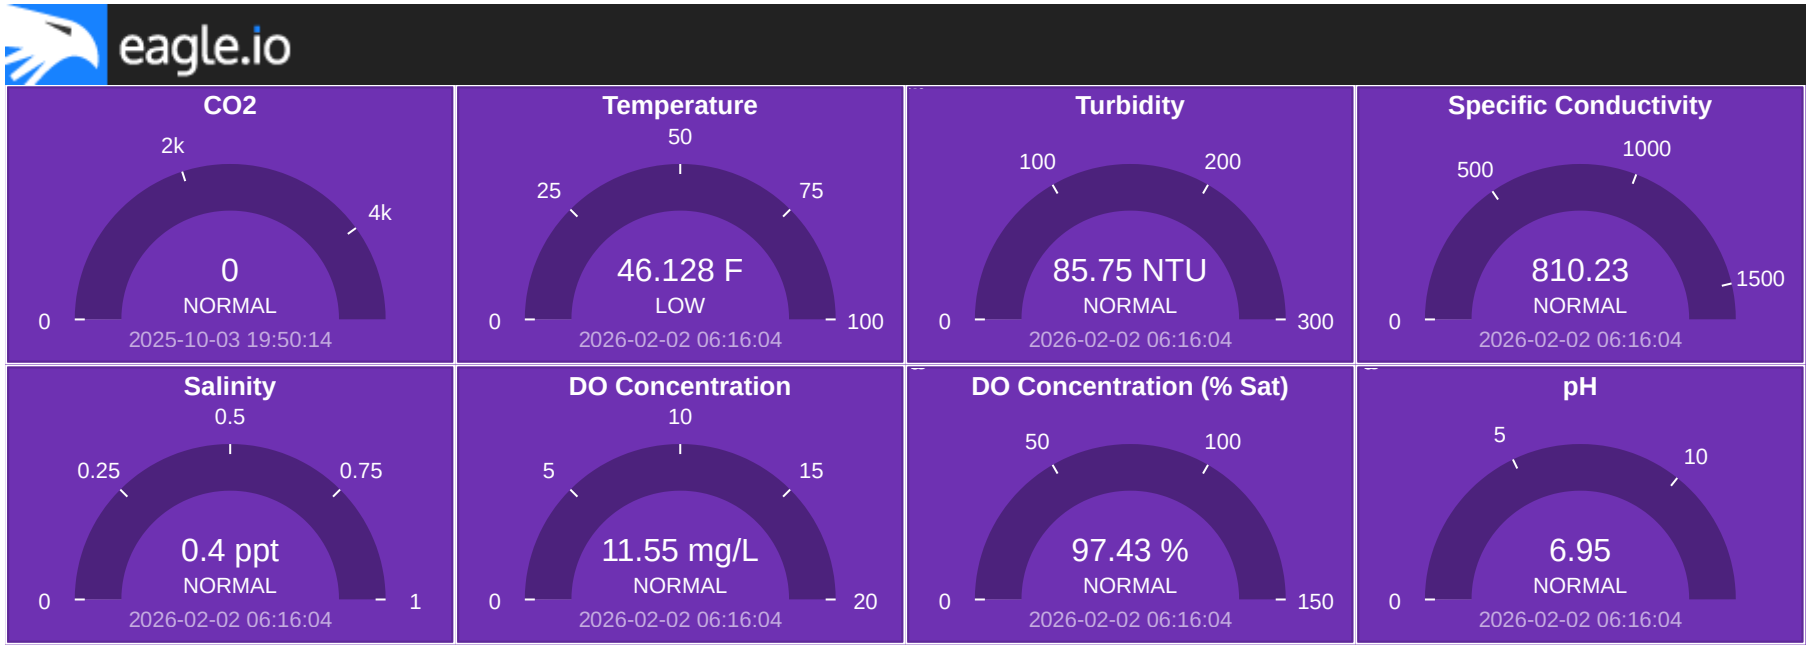 eagle.io
CO2
2k
4k
0
0
NORMAL
2025-10-03 19:50:14
Temperature
50
25
75
46.128 F
LOW
0
100
2026-02-02 06:16:04
Turbidity
100
200
85.75 NTU
NORMAL
0
300
2026-02-02 06:16:04
Specific Conductivity
1000
500
810.23
1500
NORMAL
0
2026-02-02 06:16:04
Salinity
0.5
0.25
0.75
0.4 ppt
NORMAL
0
1
2026-02-02 06:16:04
DO Concentration
10
5
15
11.55 mg/L
NORMAL
0
20
2026-02-02 06:16:04
DO Concentration (% Sat)
50
100
97.43 %
NORMAL
0
150
2026-02-02 06:16:04
pH
5
10
6.95
NORMAL
0
2026-02-02 06:16:04